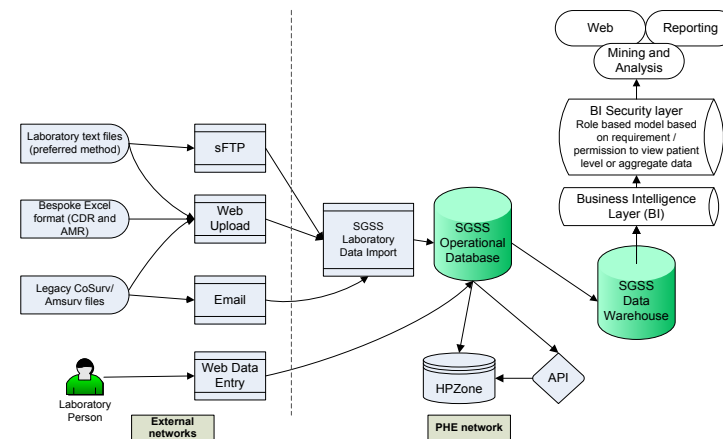 Web
Reporting
Mining and
Analysis
BI Security layer
Role based model based
on requirement /
permission to view patient
level or aggregate data
Business Intelligence
Layer (BI)
Laboratory text files
(preferred method)
sFTP
Bespoke Excel
format (CDR and
AMR)
Web
Upload
SGSS
Laboratory
Data Import
SGSS
Operational
Database
SGSS
Data
Warehouse
Legacy CoSurv/
Amsurv files
Email
Web Data
Entry
HPZone
API
Laboratory
Person
External
networks
PHE network